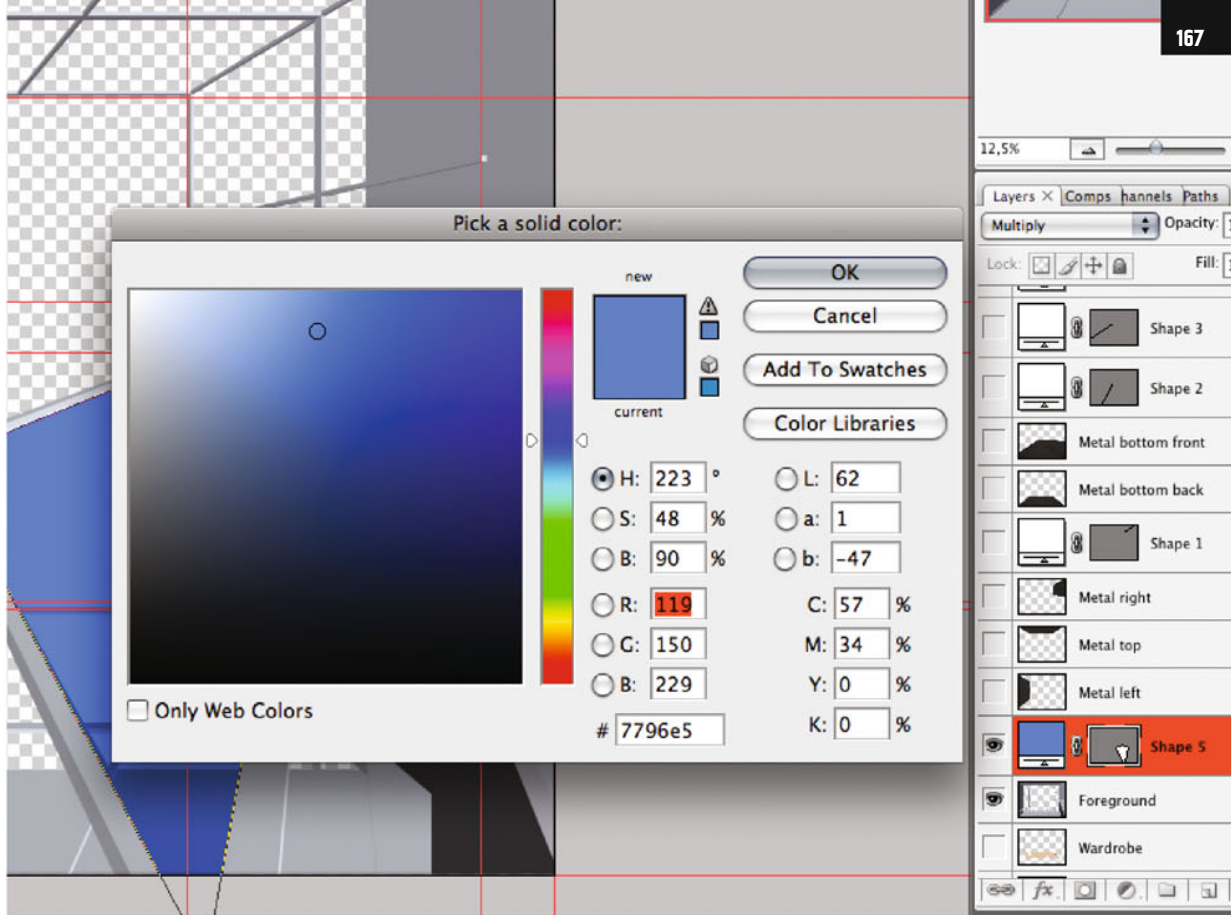 167
12,5%
Layers × Comps hannels Paths
Multiply Opacity:
Lock: Fill:
Shape 3
Shape 2
Metal bottom front
Metal bottom back
Shape 1
Metal right
Metal top
Metal left
Shape 5
Foreground
Wardrobe
fx.
Pick a solid color:
new
current
OK
Cancel
Add To Swatches
Color Libraries
H: 223 °
S: 48 %
B: 90 %
R: 119
G: 150
B: 229
# 7796e5
L: 62
a: 1
b: -47
C: 57 %
M: 34 %
Y: 0 %
K: 0 %
Only Web Colors